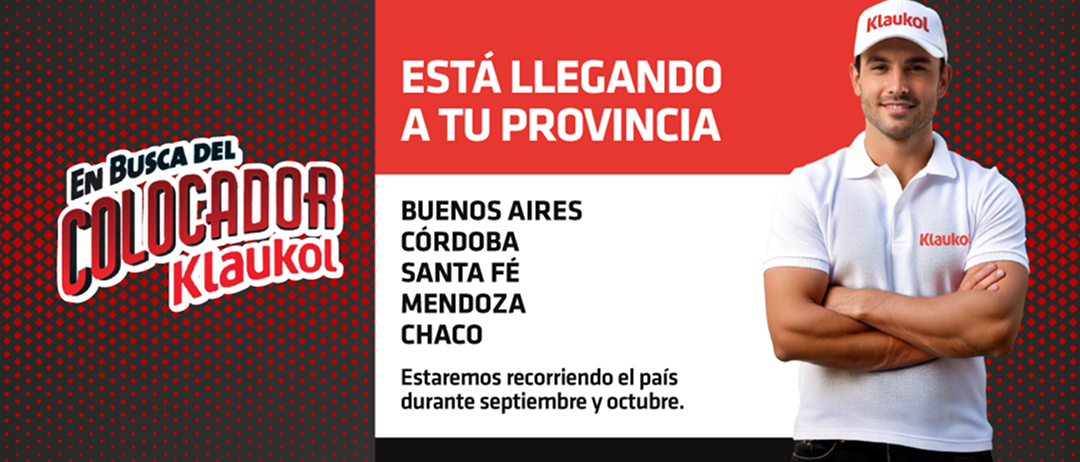 EN BUSCA DEL
COLOCADOR
Klaukol
ESTÁ LLEGANDO
A TU PROVINCIA
BUENOS AIRES
CÓRDOBA
SANTA FÉ
MENDOZA
CHACO
Estaremos recorriendo el país
durante septiembre y octubre.
Klaukol
Klaukol